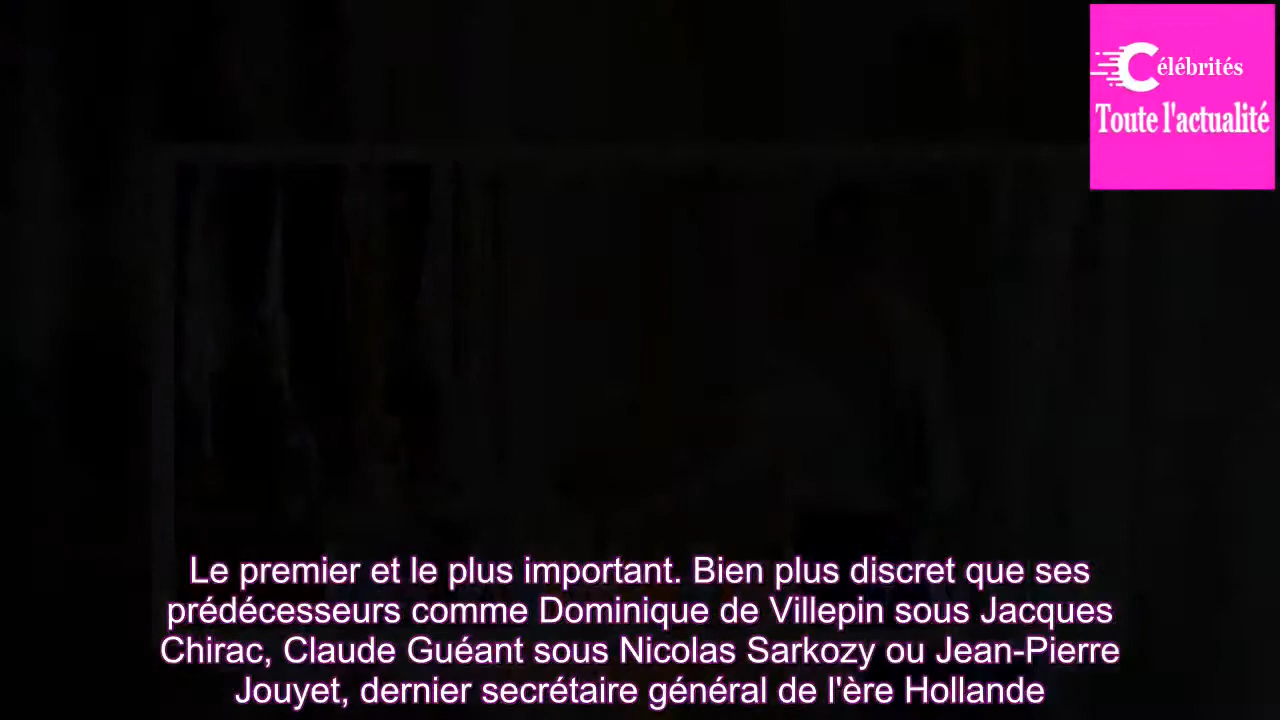 Célébrités
Toute l'actualité
Le premier et le plus important. Bien plus discret que ses
prédécesseurs comme Dominique de Villepin sous Jacques
Chirac, Claude Guéant sous Nicolas Sarkozy ou Jean-Pierre
Jouyet, dernier secrétaire général de l'ère Hollande